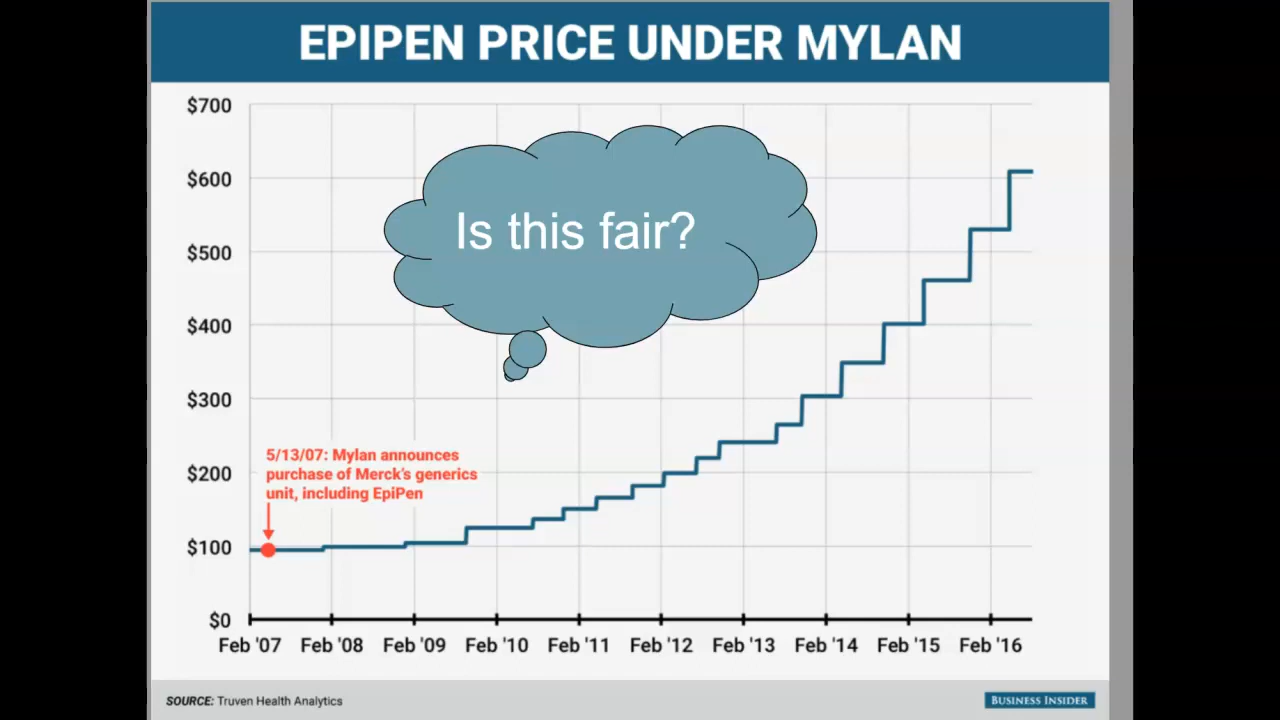 EPIPEN PRICE UNDER MYLAN
$700
$600
$500
$400
$300
$200
$100
$0
Is this fair?
5/13/07: Mylan announces
purchase of Merck's generics
unit, including EpiPen
Feb '07 Feb '08 Feb '09 Feb '10 Feb '11 Feb '12 Feb '13 Feb '14 Feb '15 Feb '16
SOURCE: Truven Health Analytics
BUSINESS INSIDER